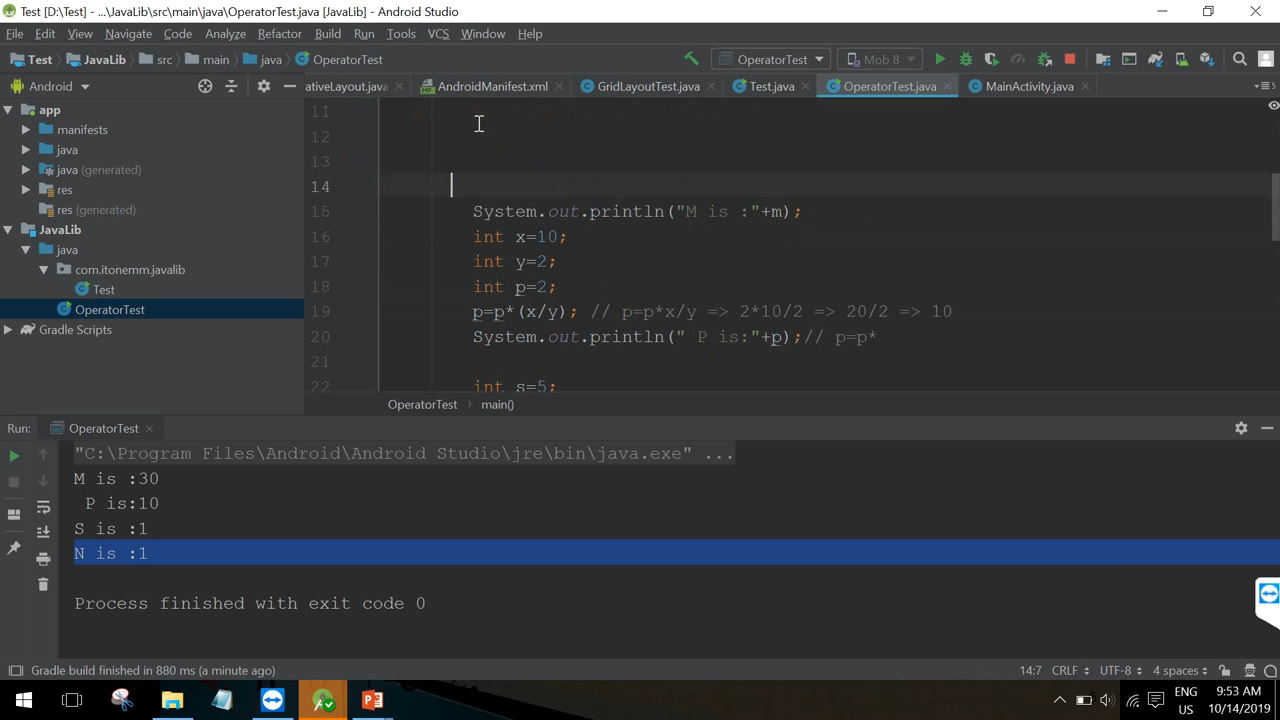 Test [D:\Test] - ...\JavaLib\src\main\java\OperatorTest.java [JavaLib] - Android Studio
File Edit View Navigate Code Analyze Refactor Build Run Tools VCS Window Help
Test JavaLib src main java OperatorTest OperatorTest Mob 8
Android ativeLayout.java AndroidManifest.xml GridLayoutTest.java Test.java OperatorTest.java MainActivity.java
app
manifests
java
java (generated)
res
res (generated)
JavaLib
java
com.itonemm.javalib
Test
OperatorTest
Gradle Scripts
11
12
13
14
15 System.out.println("M is :"+m);
16 int x=10;
17 int y=2;
18 int p=2;
19 p=p*(x/y); // p=p*x/y => 2*10/2 => 20/2 => 10
20 System.out.println(" P is:"+p);// p=p*
21
22 int s=5;
OperatorTest main()
Run: OperatorTest
"C:\Program Files\Android\Android Studio\jre\bin\java.exe" ...
M is :30
P is:10
S is :1
N is :1
Process finished with exit code 0
Gradle build finished in 880 ms (a minute ago) 14:7 CRLF UTF-8 4 spaces
ENG 9:53 AM
US 10/14/2019